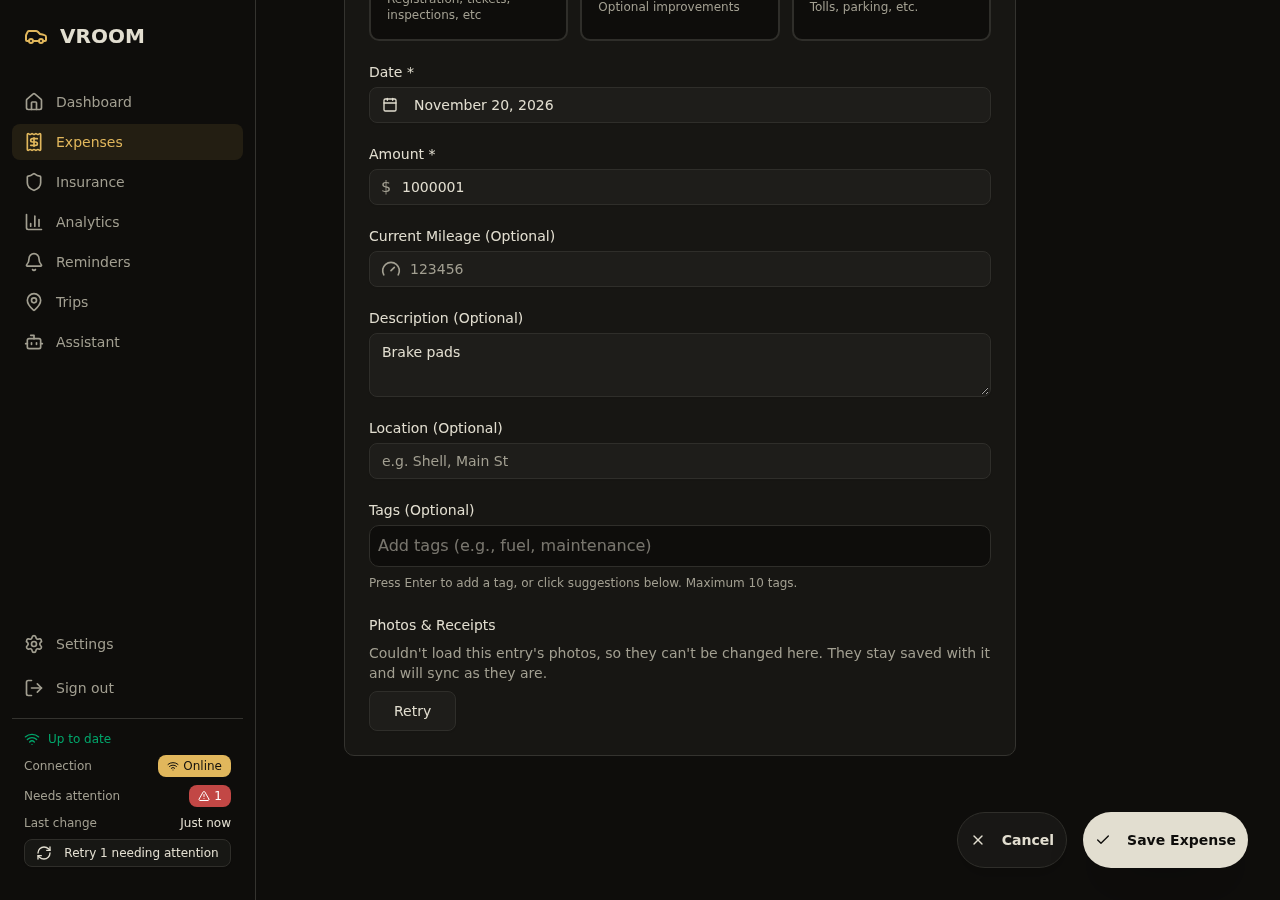 VROOM
Dashboard
Expenses
Insurance
Analytics
Reminders
Trips
Assistant
Settings
Sign out
Up to date
Connection
Online
Needs attention
1
Last change
Just now
Retry 1 needing attention
Registration, tickets,
inspections, etc
Optional improvements
Tolls, parking, etc.
Date *
November 20, 2026
Amount *
$ 1000001
Current Mileage (Optional)
123456
Description (Optional)
Brake pads
Location (Optional)
e.g. Shell, Main St
Tags (Optional)
Add tags (e.g., fuel, maintenance)
Press Enter to add a tag, or click suggestions below. Maximum 10 tags.
Photos & Receipts
Couldn't load this entry's photos, so they can't be changed here. They stay saved with it
and will sync as they are.
Retry
Cancel
Save Expense